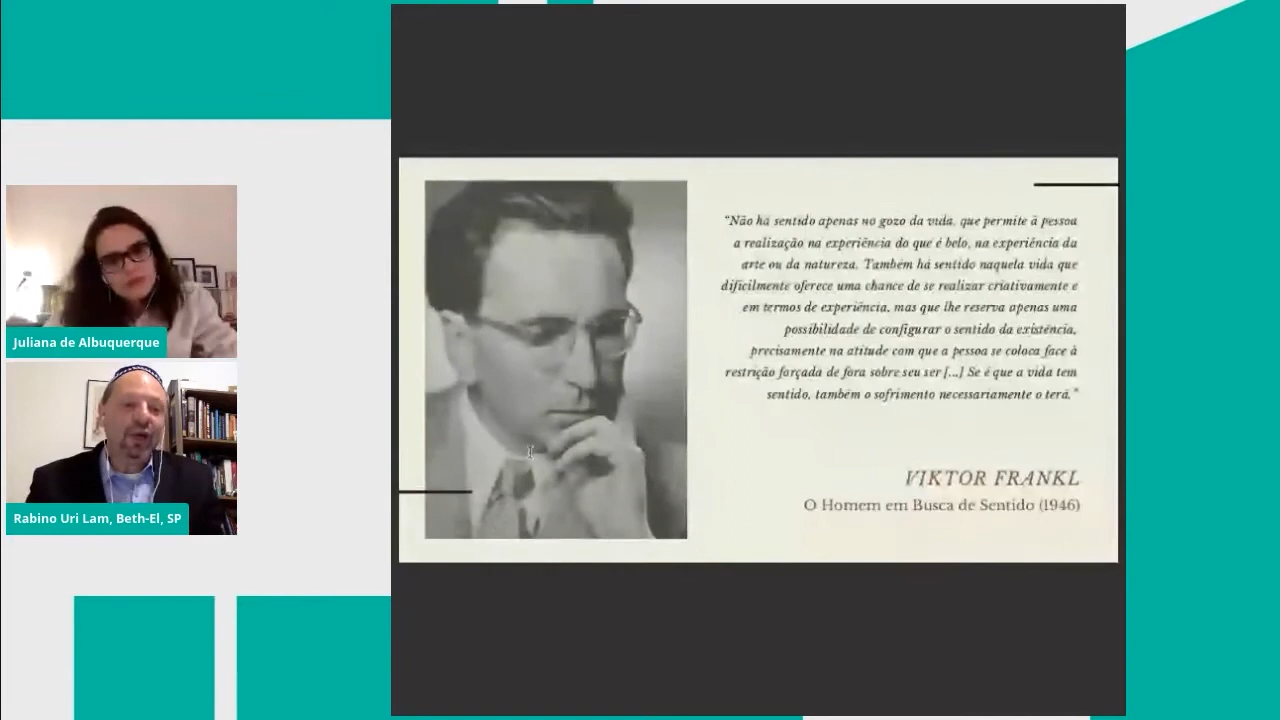 Juliana de Albuquerque
Rabino Uri Lam, Beth-El, SP
“Não há sentido apenas no gozo da vida, que permite à pessoa
a realização na experiência do que é belo, na experiência da
arte ou da natureza. Também há sentido naquela vida que
dificilmente oferece uma chance de se realizar criativamente e
em termos de experiência, mas que lhe reserva apenas uma
possibilidade de configurar o sentido da existência,
precisamente na atitude com que a pessoa se coloca face à
restrição forçada de fora sobre seu ser [...] Se é que a vida tem
sentido, também o sofrimento necessariamente o terá.”
VIKTOR FRANKL
O Homem em Busca de Sentido (1946)